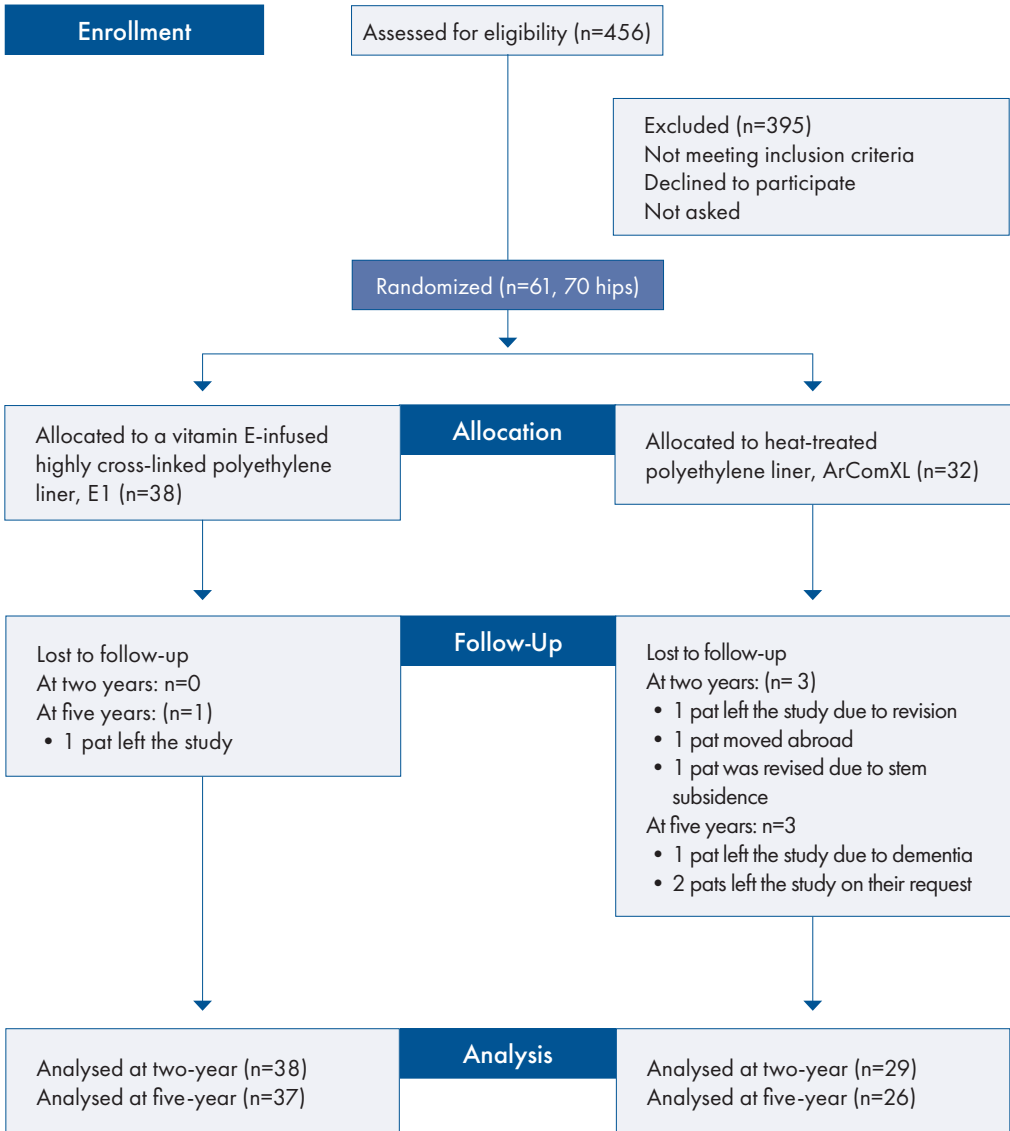 Enrollment
Assessed for eligibility (n=456)
Excluded (n=395)
Not meeting inclusion criteria
Declined to participate
Not asked
Randomized (n=61, 70 hips)
Allocation
Allocated to a vitamin E-infused
highly cross-linked polyethylene
liner, E1 (n=38)
Allocated to heat-treated
polyethylene liner, ArComXL (n=32)
Follow-Up
Lost to follow-up
At two years: n=0
At five years: (n=1)
• 1 pat left the study
Lost to follow-up
At two years: (n= 3)
• 1 pat left the study due to revision
• 1 pat moved abroad
• 1 pat was revised due to stem
subsidence
At five years: n=3
• 1 pat left the study due to dementia
• 2 pats left the study on their request
Analysis
Analysed at two-year (n=38)
Analysed at five-year (n=37)
Analysed at two-year (n=29)
Analysed at five-year (n=26)